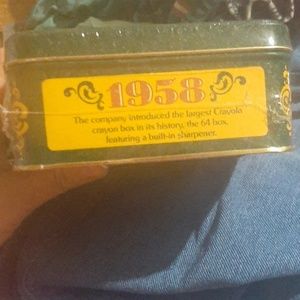 1958
The company introduced the largest Crayola
crayon box in its history, the 64 box,
featuring a built-in sharpener.